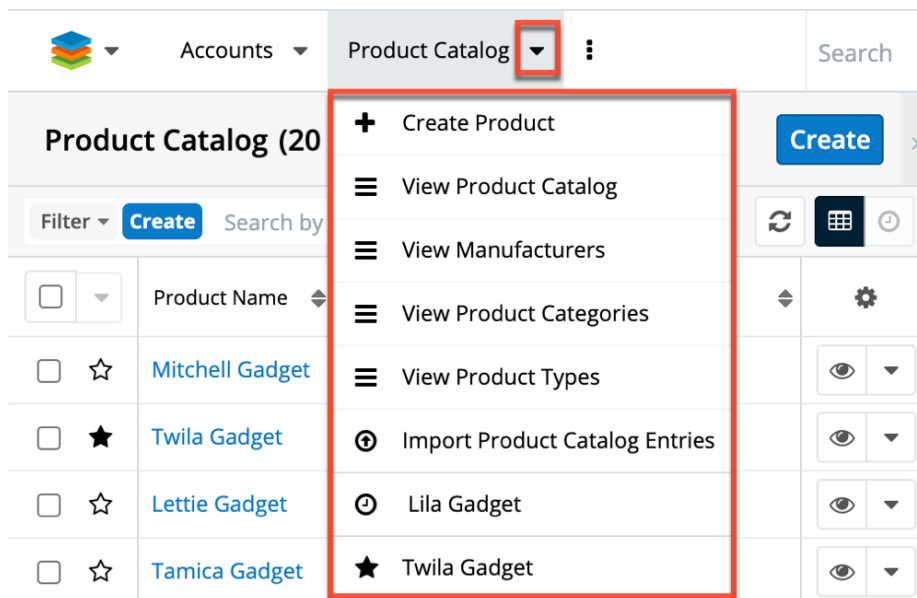 Accounts
Product Catalog
Search
Product Catalog (20
Create
Create Product
View Product Catalog
Filter
Create
Search by
View Manufacturers
Product Name
View Product Categories
Mitchell Gadget
View Product Types
Twila Gadget
Import Product Catalog Entries
Lettie Gadget
Lila Gadget
Tamica Gadget
Twila Gadget